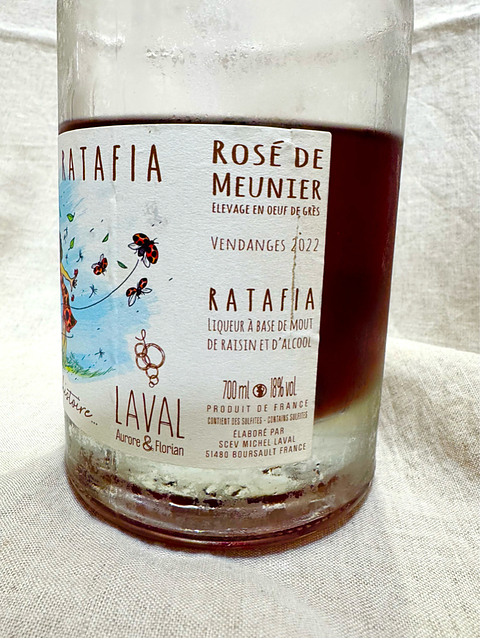 RATAFIA
ROSÉ DE
MEUNIER
ELEVAGE EN OEUF DE GRÈS
VENDANGES 2022
RATAFIA
LIQUEUR À BASE DE MOUT
DE RAISIN ET D'ALCOOL
700 ml 18% vol.
PRODUIT DE FRANCE
CONTIENT DES SULFITES - CONTAINS SULFITES
ÉLABORÉ PAR
SCEV MICHEL LAVAL
51480 BOURSAULT FRANCE
LAVAL
Aurore & Florian